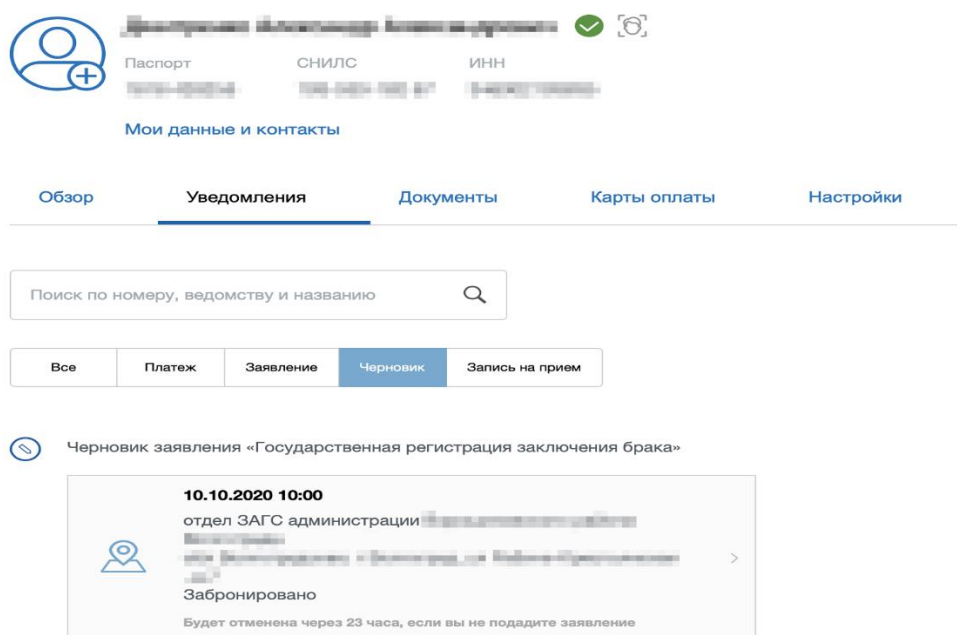 Паспорт СНИЛС ИНН
Мои данные и контакты
Обзор Уведомления Документы Карты оплаты Настройки
Поиск по номеру, ведомству и названию
Все Платеж Заявление Черновик Запись на прием
Черновик заявления «Государственная регистрация заключения брака»
10.10.2020 10:00
отдел ЗАГС администрации
Забронировано
Будет отменена через 23 часа, если вы не подадите заявление